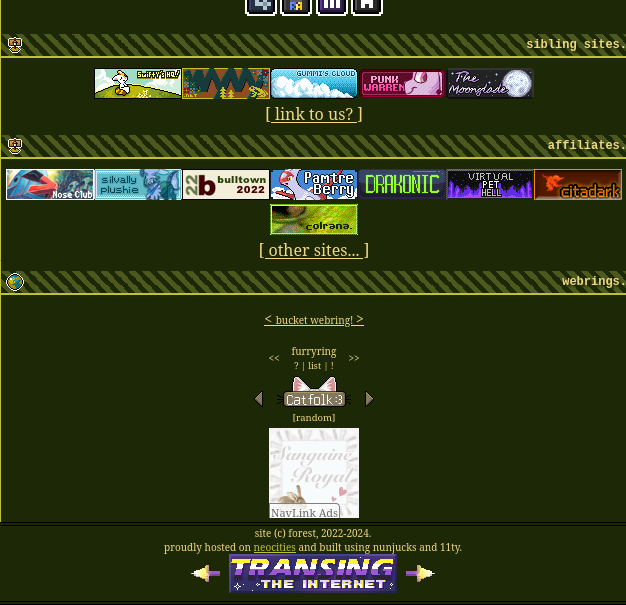 sibling sites.
Swiffy's HQ!
GUMMI'S CLOUD
PUNK
WARREN
The
Moonglade
[ link to us? ]
affiliates.
Nose Club
silvally
plushie
b
bulltown
2022
Pamtre
Berry
DRAKONIC
VIRTUAL
PET
HELL
citadark
colrana.
[ other sites... ]
webrings.
< bucket webring! >
<< furryring >>
? | list | !
Catfolk :3
[random]
Sanguine
Royal
NavLink Ads
site (c) forest, 2022-2024.
proudly hosted on neocities and built using nunjucks and 11ty.
TRANSING
THE INTERNET